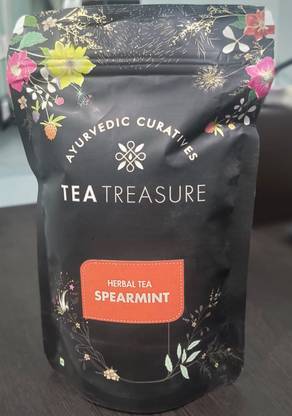 AYURVEDIC CURATIVES
TEA TREASURE
HERBAL TEA
SPEARMINT